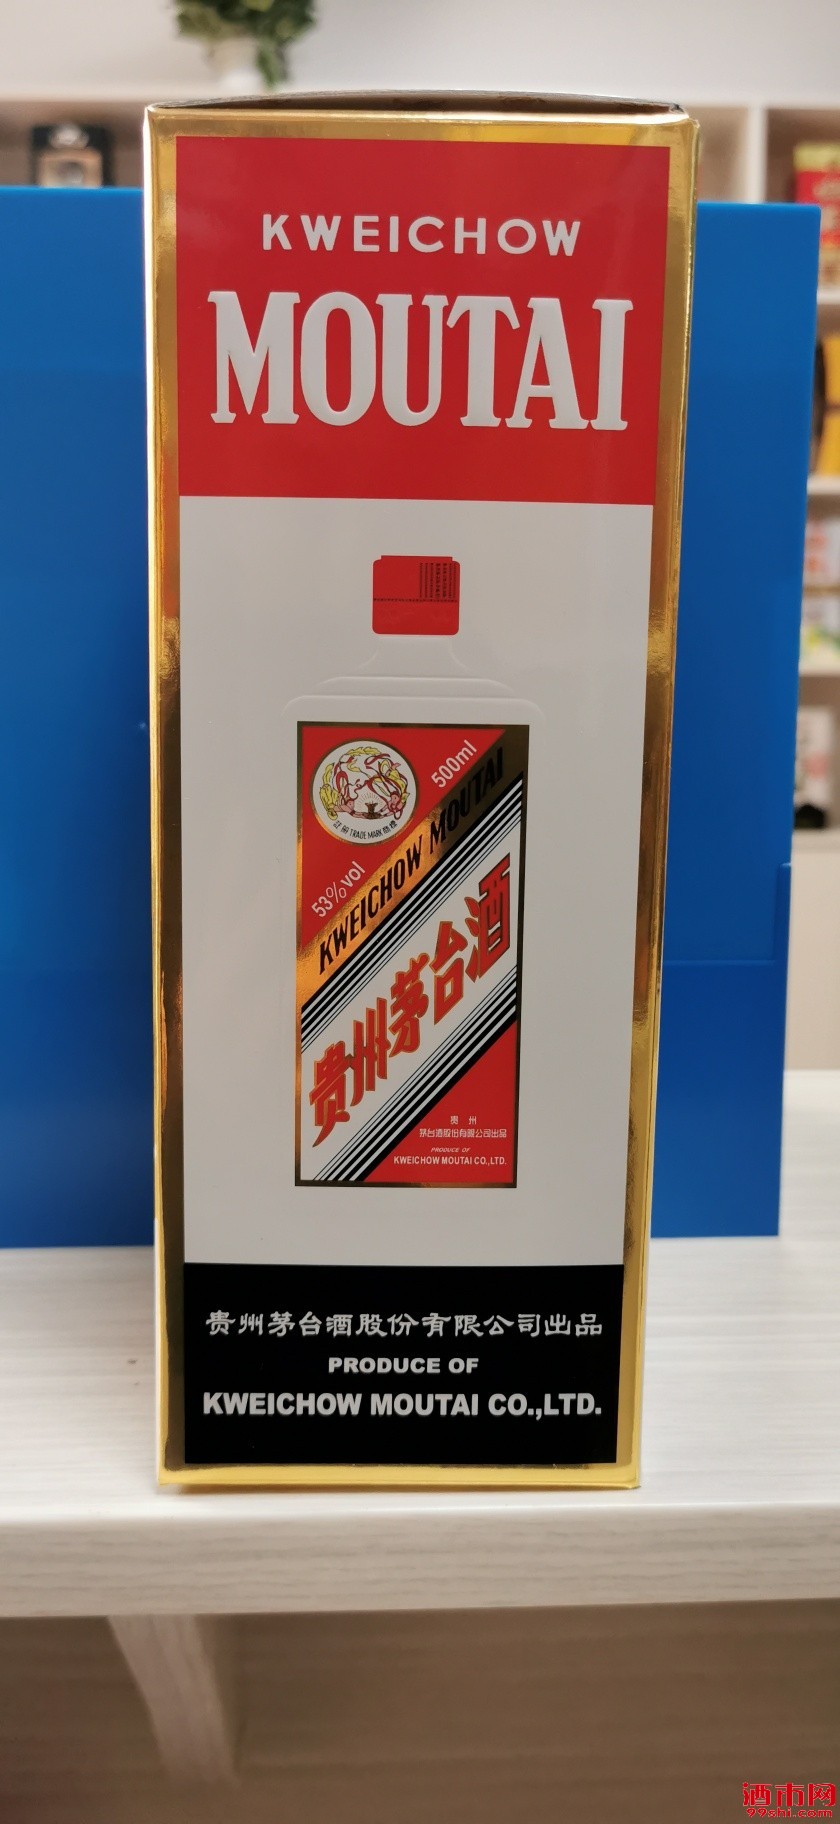 KWEICHOW
MOUTAI
500ml
53%vol
KWEICHOW MOUTAI
贵州茅台酒
贵 州
茅台酒股份有限公司出品
PRODUCE OF
KWEICHOW MOUTAI CO.,LTD.
贵州茅台酒股份有限公司出品
PRODUCE OF
KWEICHOW MOUTAI CO.,LTD.
酒市网
99shi.com